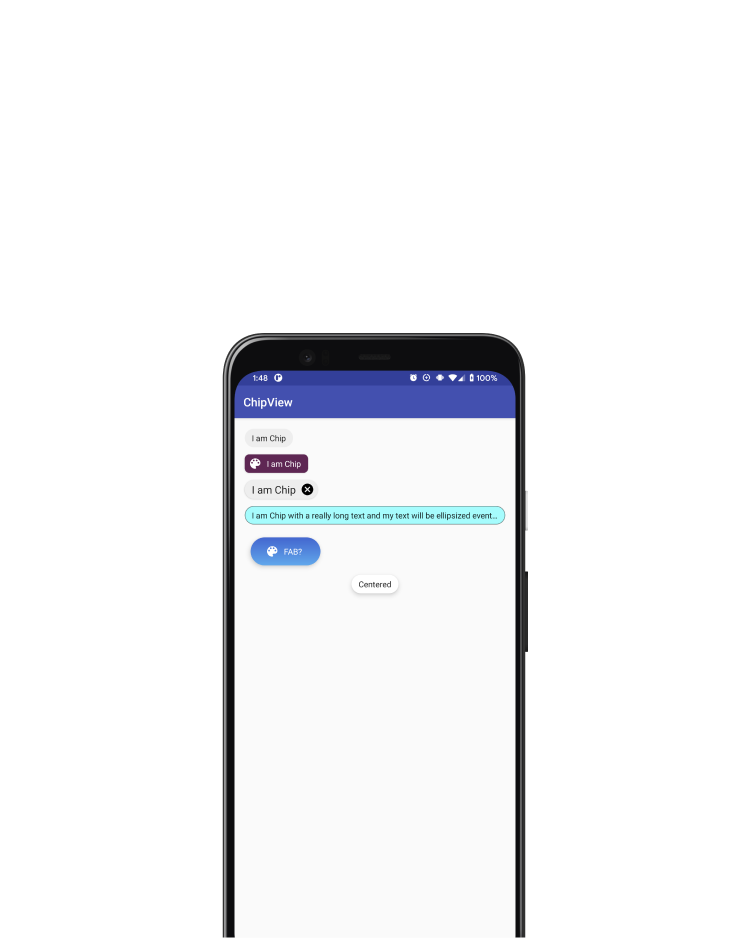 1:48 100%
ChipView
I am Chip
I am Chip
I am Chip
I am Chip with a really long text and my text will be ellipsized event...
FAB?
Centered